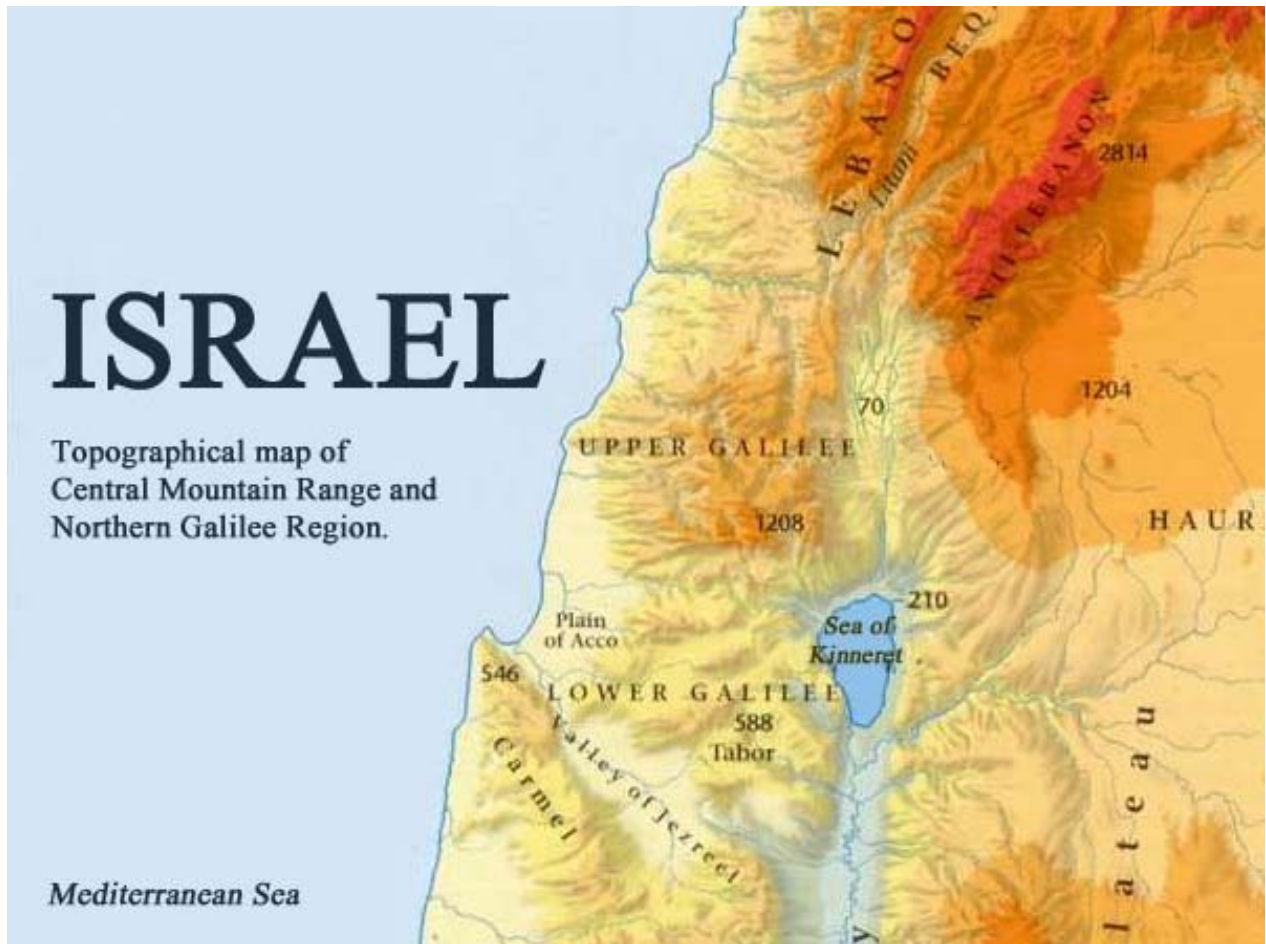 LEBANO
BEQ
Litani
ANTI-LEBANON
2814
ISRAEL
Topographical map of
Central Mountain Range and
Northern Galilee Region.
70
1204
UPPER GALILEE
1208
HAUR
-210
Plain
of Acco
Sea of
Kinneret
546
LOWER GALILEE
588
Tabor
Carmel
Valley of Jezreel
lateau
Mediterranean Sea
y